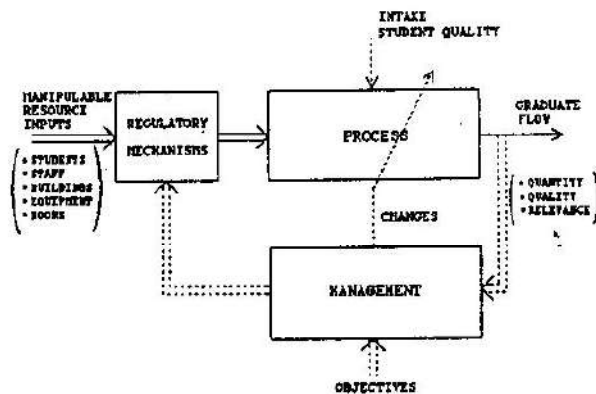 INTAKE
STUDENT QUALITY
MANIPULABLE
RESOURCE
INPUTS
REGULATORY
MECHANISMS
PROCESS
GRADUATE
FLOW
* STUDENTS
* STAFF
* BUILDINGS
* EQUIPMENT
* BOOKS
* QUANTITY
* QUALITY
* RELEVANCE
CHANGES
MANAGEMENT
OBJECTIVES